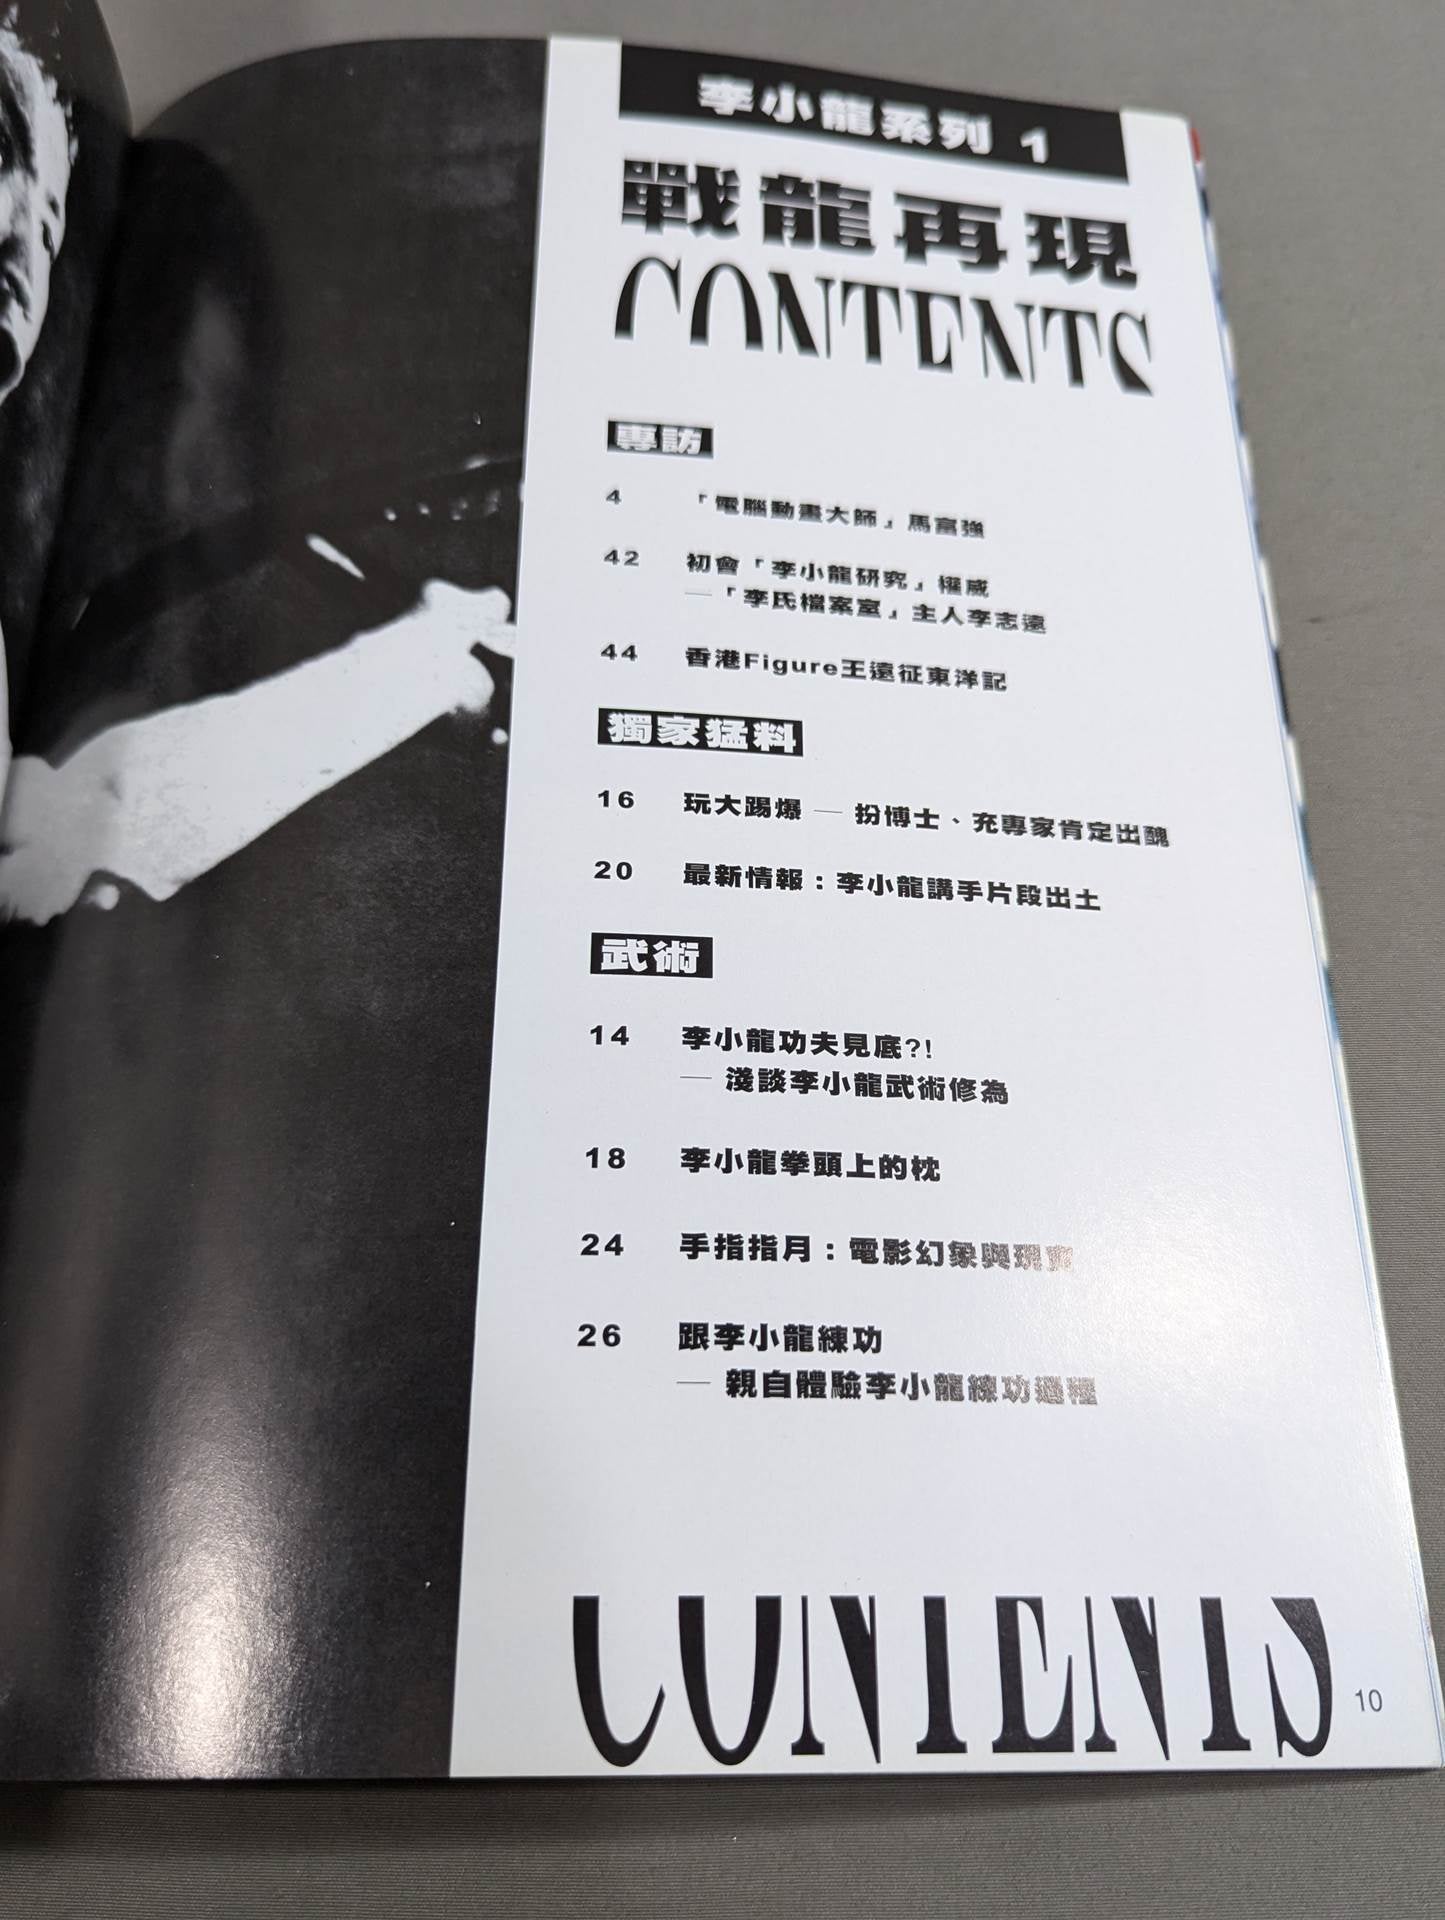 李小龍系列 1
戰龍再現
CONTENTS
專訪
4 「電腦動畫大師」馬富強
42 初會「李小龍研究」權威
—「李氏檔案室」主人李志遠
44 香港Figure王遠征東洋記
獨家猛料
16 玩大踢爆 — 扮博士、充專家肯定出醜
20 最新情報：李小龍講手片段出土
武術
14 李小龍功夫見底?!
— 淺談李小龍武術修為
18 李小龍拳頭上的枕
24 手指指月：電影幻象與現實
26 跟李小龍練功
— 親自體驗李小龍練功過程
CONTENTS
10